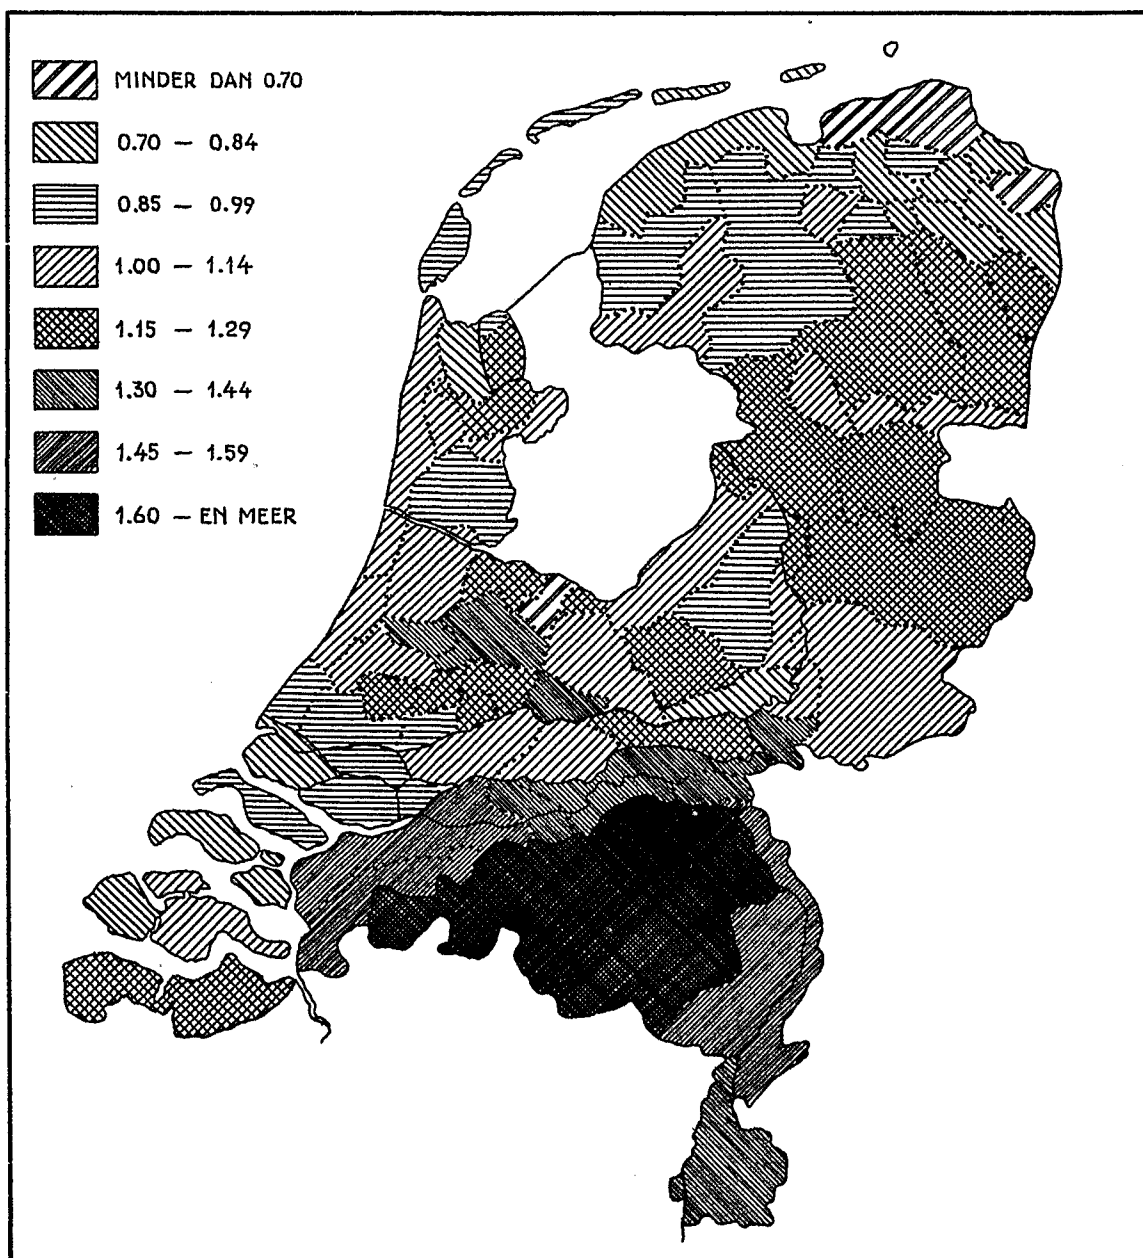 MINDER DAN 0.70
0.70 — 0.84
0.85 — 0.99
1.00 — 1.14
1.15 — 1.29
1.30 — 1.44
1.45 — 1.59
1.60 — EN MEER